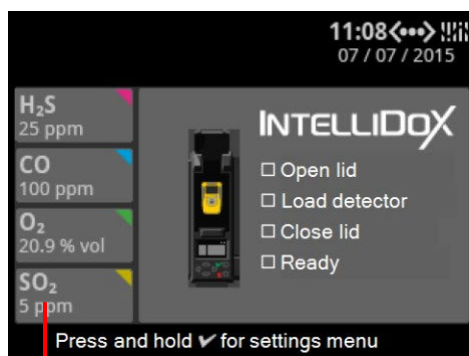 11:08
07 / 07 / 2015
H₂S
25 ppm
CO
100 ppm
O₂
20.9 % vol
SO₂
5 ppm
INTELLIDOX
☐ Open lid
☐ Load detector
☐ Close lid
☐ Ready
Press and hold ✔ for settings menu